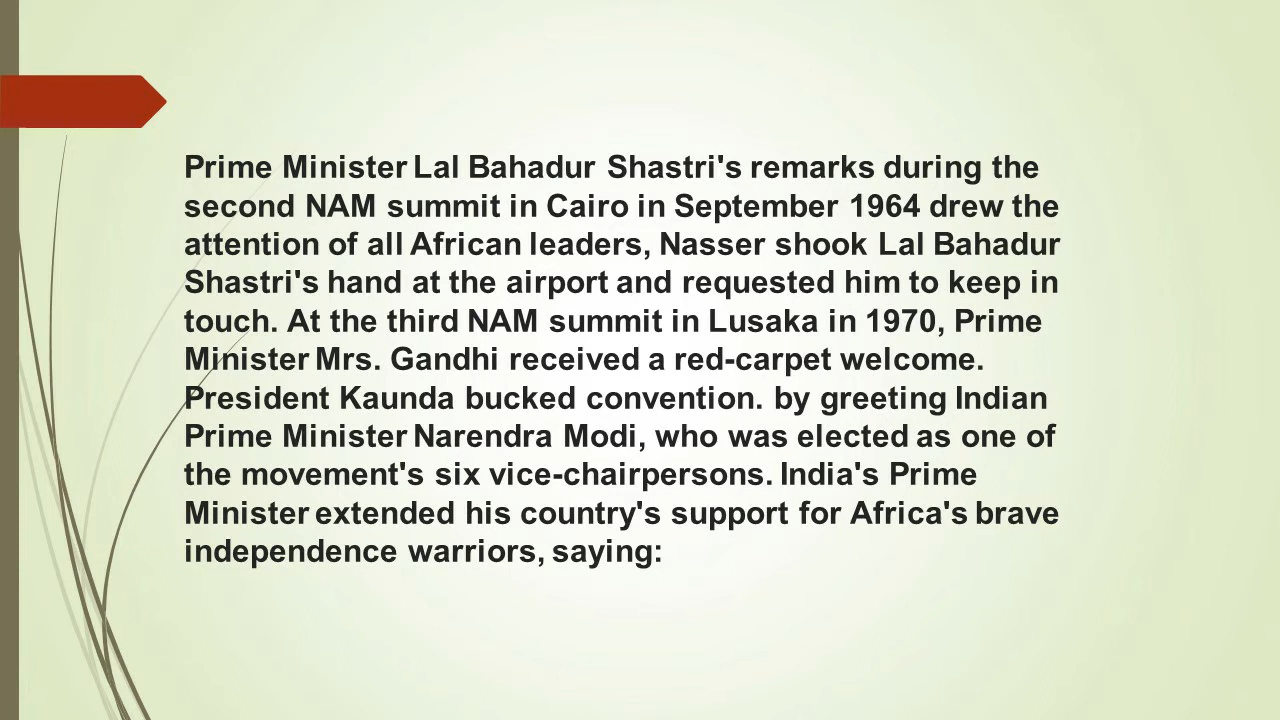 Prime Minister Lal Bahadur Shastri's remarks during the
second NAM summit in Cairo in September 1964 drew the
attention of all African leaders, Nasser shook Lal Bahadur
Shastri's hand at the airport and requested him to keep in
touch. At the third NAM summit in Lusaka in 1970, Prime
Minister Mrs. Gandhi received a red-carpet welcome.
President Kaunda bucked convention. by greeting Indian
Prime Minister Narendra Modi, who was elected as one of
the movement's six vice-chairpersons. India's Prime
Minister extended his country's support for Africa's brave
independence warriors, saying: